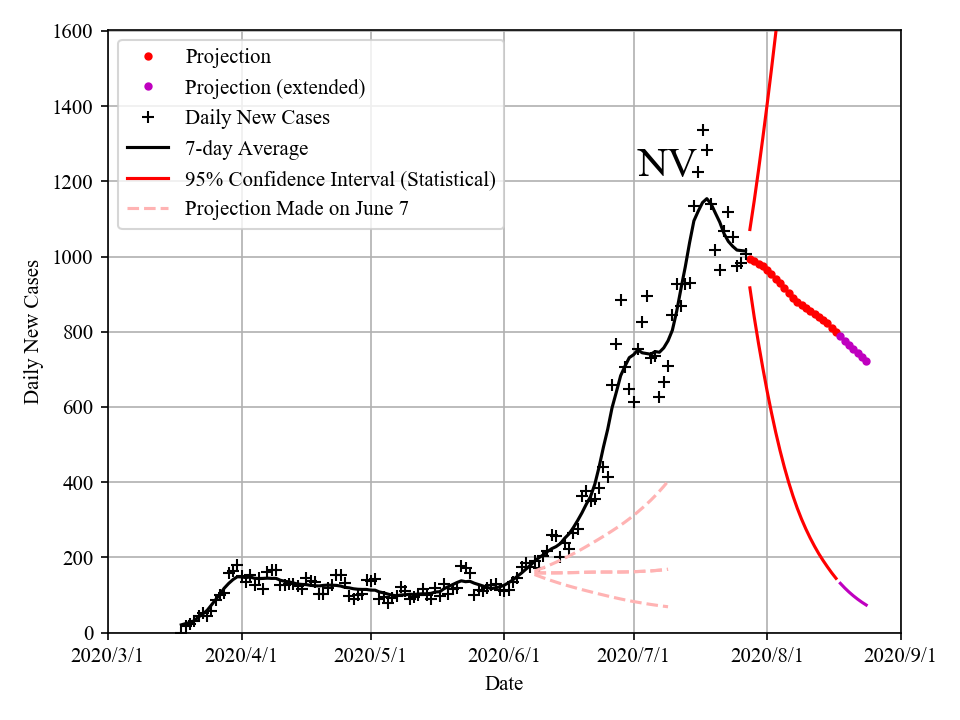 1600
1400
1200
1000
800
600
400
200
0
Daily New Cases
Projection
Projection (extended)
Daily New Cases
7-day Average
95% Confidence Interval (Statistical)
Projection Made on June 7
NV
2020/3/1 2020/4/1 2020/5/1 2020/6/1 2020/7/1 2020/8/1 2020/9/1
Date